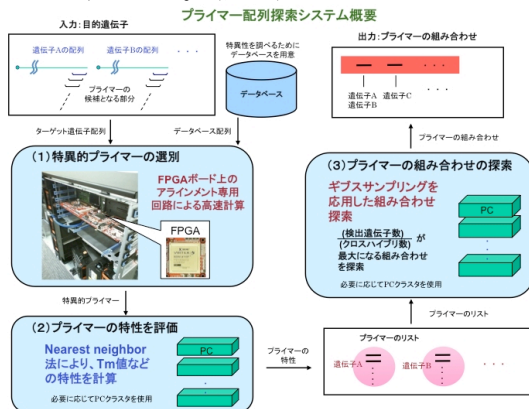 プライマー配列探索システム概要
入力：目的遺伝子
遺伝子Aの配列 遺伝子Bの配列 ・・・
プライマーの
候補となる部分
特異性を調べるために
データベースを用意
データベース
ターゲット遺伝子配列
データベース配列
（１）特異的プライマーの選別
FPGAボード上の
アラインメント専用
回路による高速計算
FPGA
特異的プライマー
（２）プライマーの特性を評価
Nearest neighbor
法により、Tm値など
の特性を計算
PC
必要に応じてPCクラスタを使用
プライマーの
特性
プライマーのリスト
遺伝子A
遺伝子B
・・・
プライマーのリスト
（３）プライマーの組み合わせの探索
ギブスサンプリングを
応用した組み合わせ
探索
(検出遺伝子数)
(クロスハイブリ数)
が
最大になる組み合わせ
を探索
PC
必要に応じてPCクラスタを使用
プライマーの組み合わせ
出力：プライマーの組み合わせ
・・・
遺伝子A
遺伝子B
遺伝子C
・・・